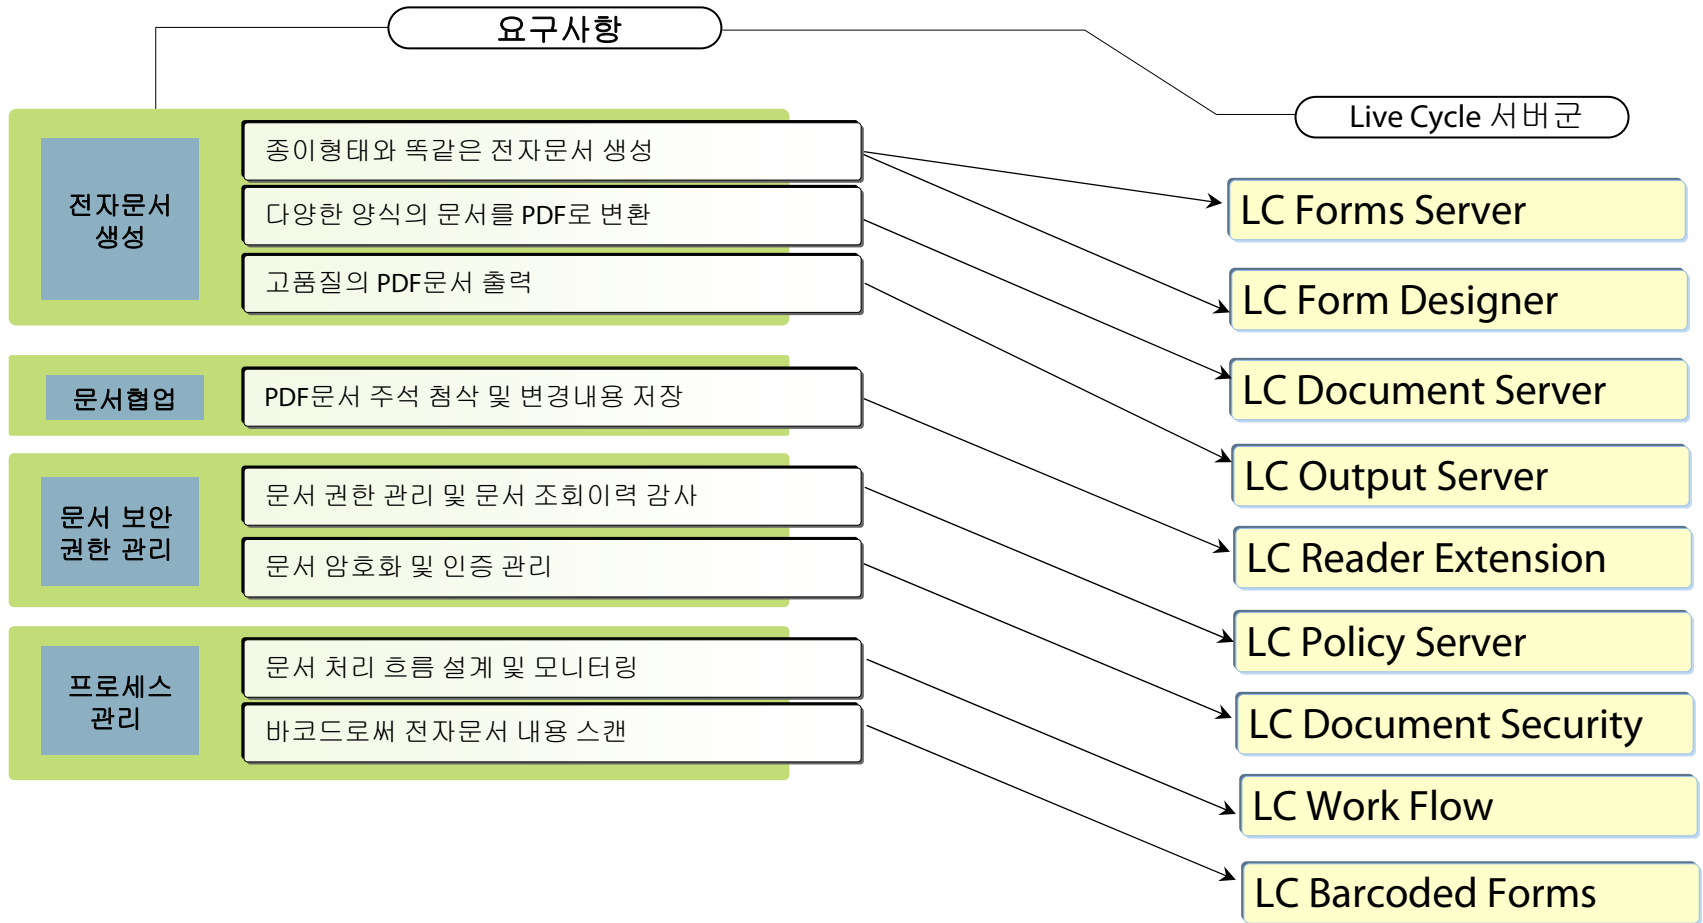 요구사항
Live Cycle 서버군
전자문서
생성
종이형태와 똑같은 전자문서 생성
다양한 양식의 문서를 PDF로 변환
고품질의 PDF문서 출력
문서협업
PDF문서 주석 첨삭 및 변경내용 저장
문서 보안
권한 관리
문서 권한 관리 및 문서 조회이력 감사
문서 암호화 및 인증 관리
프로세스
관리
문서 처리 흐름 설계 및 모니터링
바코드로써 전자문서 내용 스캔
LC Forms Server
LC Form Designer
LC Document Server
LC Output Server
LC Reader Extension
LC Policy Server
LC Document Security
LC Work Flow
LC Barcoded Forms